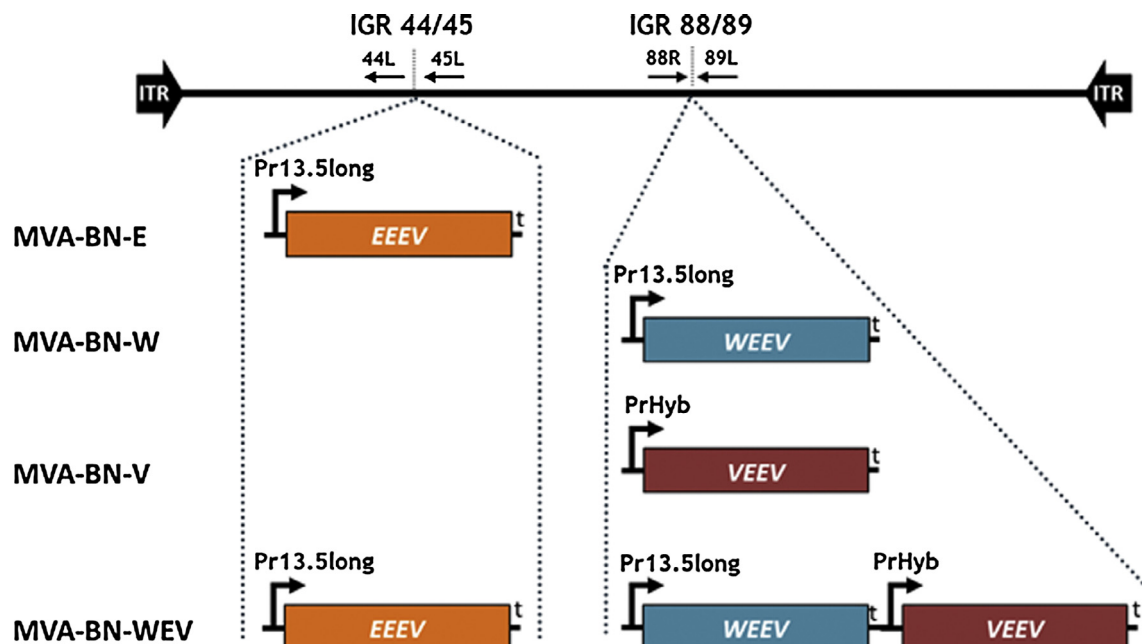 IGR 44/45 IGR 88/89
44L 45L 88R 89L
ITR ITR
Pr13.5long
t
MVA-BN-E EEEV
Pr13.5long
t
MVA-BN-W WEEV
PrHyb
t
MVA-BN-V VEEV
Pr13.5long Pr13.5long PrHyb
t t t
MVA-BN-WEV EEEV WEEV VEEV